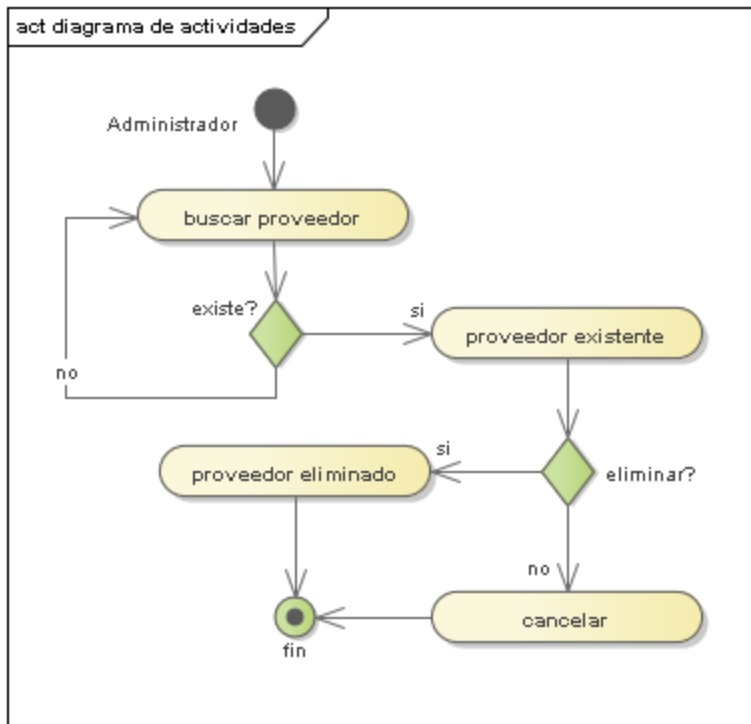 act diagrama de actividades
Administrador
buscar proveedor
existe?
si
proveedor existente
no
si
proveedor eliminado
eliminar?
no
cancelar
fin